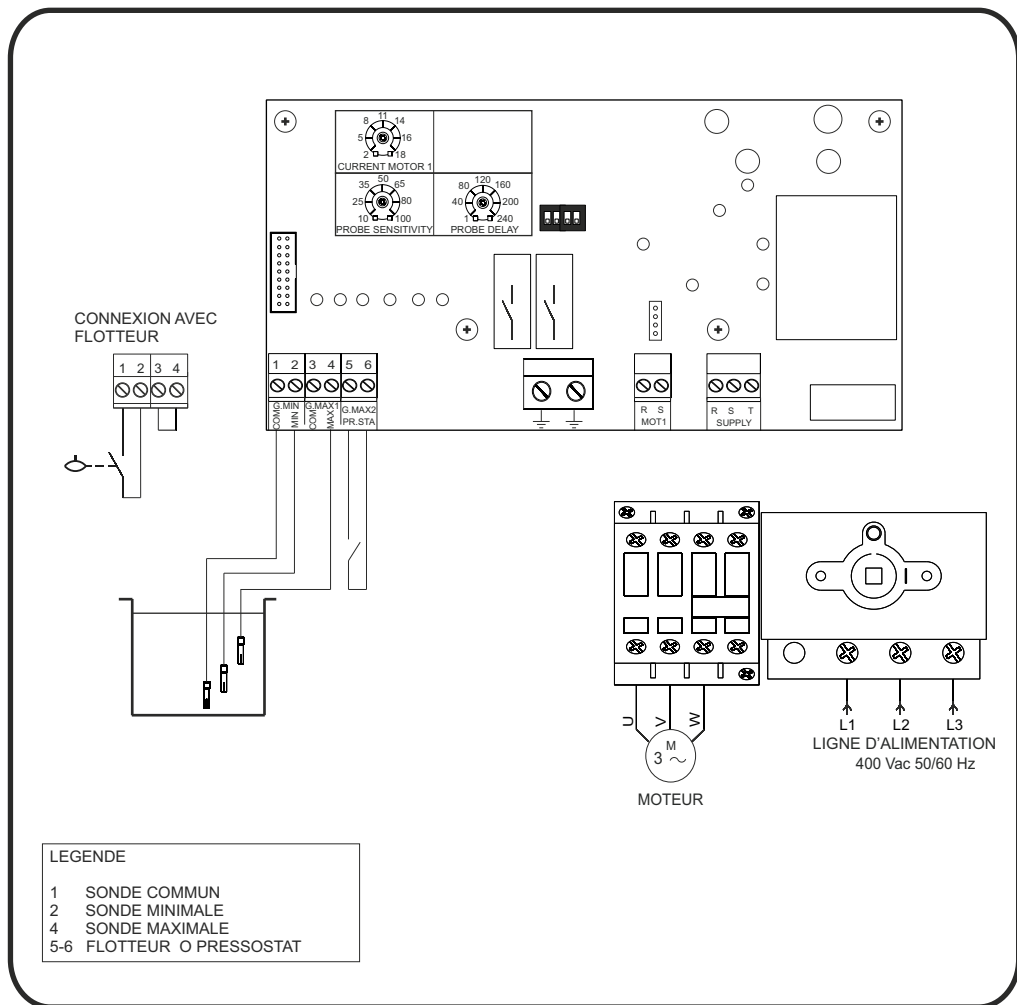 8 11 14
5 16
2 18
CURRENT MOTOR 1
35 50 65
25 80
10 100
PROBE SENSITIVITY
80 120 160
40 200
1 240
PROBE DELAY
CONNEXION AVEC
FLOTTEUR
1 2 3 4
1 2 3 4 5 6
G.MIN G.MAX1 G.MAX2
COM MIN COM MAX PR.STA
R S
MOT1
R S T
SUPPLY
U V W
M
3 ~
MOTEUR
L1 L2 L3
LIGNE D'ALIMENTATION
400 Vac 50/60 Hz
LEGENDE
1 SONDE COMMUN
2 SONDE MINIMALE
4 SONDE MAXIMALE
5-6 FLOTTEUR O PRESSOSTAT